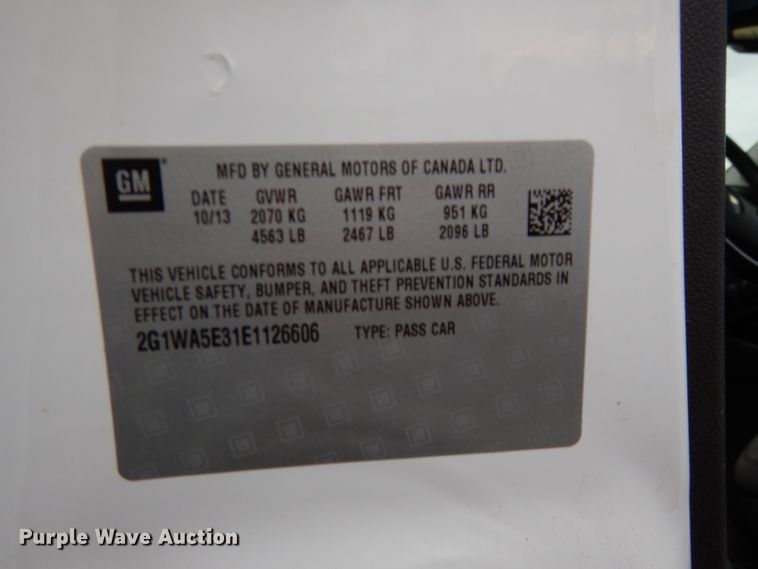 GM
MFD BY GENERAL MOTORS OF CANADA LTD.
DATE GVWR GAWR FRT GAWR RR
10/13 2070 KG 1119 KG 951 KG
4563 LB 2467 LB 2096 LB
THIS VEHICLE CONFORMS TO ALL APPLICABLE U.S. FEDERAL MOTOR
VEHICLE SAFETY, BUMPER, AND THEFT PREVENTION STANDARDS IN
EFFECT ON THE DATE OF MANUFACTURE SHOWN ABOVE.
2G1WA5E31E1126606 TYPE: PASS CAR
Purple Wave Auction